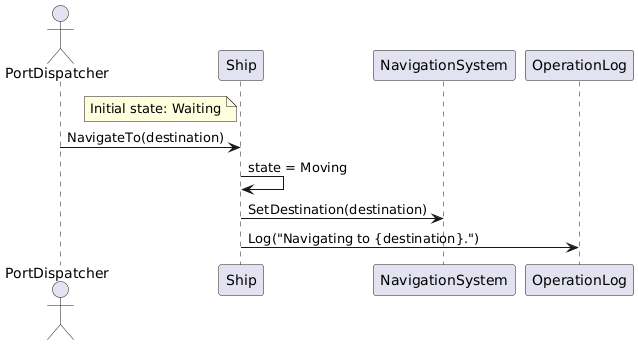 PortDispatcher
Ship
NavigationSystem
OperationLog
Initial state: Waiting
NavigateTo(destination)
state = Moving
SetDestination(destination)
Log("Navigating to {destination}.")
PortDispatcher
Ship
NavigationSystem
OperationLog